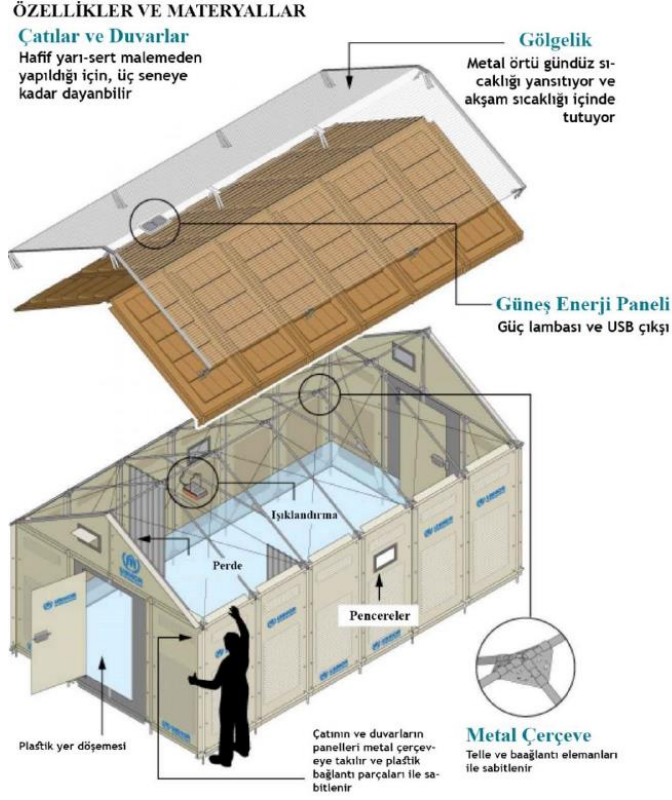 ÖZELLİKLER VE MATERYALLAR
Çatılar ve Duvarlar
Hafif yarı-sert malemeden
yapıldığı için, üç seneye
kadar dayanbilir
Gölgelik
Metal örtü gündüz sı-
caklığı yansıtıyor ve
akşam sıcaklığı içinde
tutuyor
Güneş Enerji Paneli
Güç lambası ve USB çıkşı
Işıklandırma
Perde
Pencereler
UNHCR
Plastik yer döşemesi
Çatının ve duvarların
panelleri metal çerçev-
eye takılır ve plastik
bağlantı parçaları ile sa-
bitlenir
Metal Çerçeve
Telle ve baağlantı elemanları
ile sabitlenir